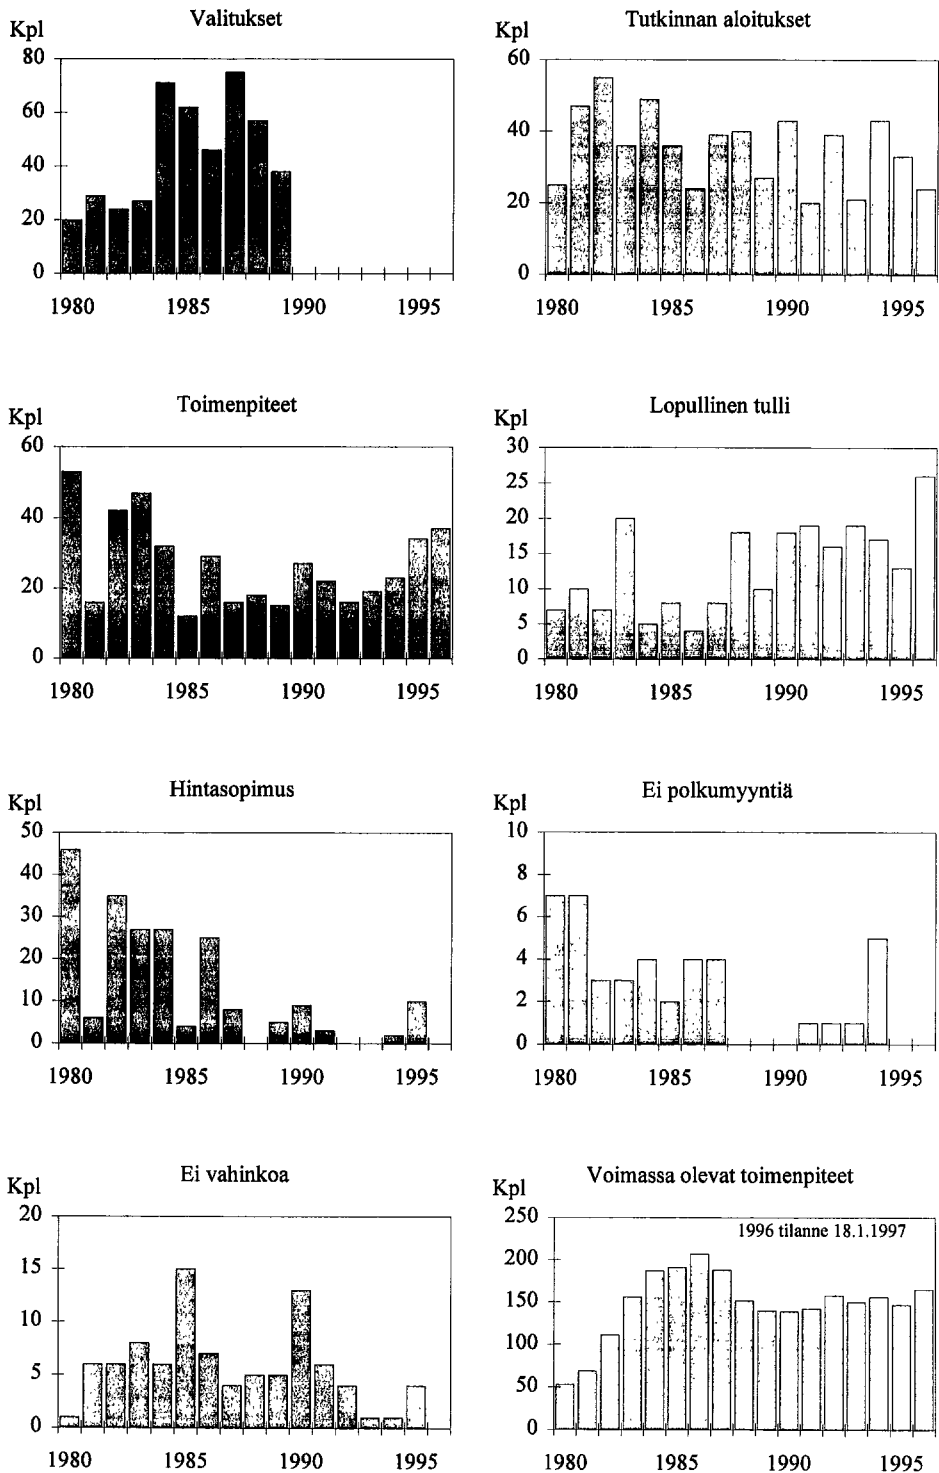 Valitukset
Kpl
80
60
40
20
0
1980 1985 1990 1995
Tutkinnan aloitukset
Kpl
60
40
20
0
1980 1985 1990 1995
Toimenpiteet
Kpl
60
40
20
0
1980 1985 1990 1995
Lopullinen tulli
Kpl
30
25
20
15
10
5
0
1980 1985 1990 1995
Hintasopimus
Kpl
50
40
30
20
10
0
1980 1985 1990 1995
Ei polkumyyntiä
Kpl
10
8
6
4
2
0
1980 1985 1990 1995
Ei vahinkoa
Kpl
20
15
10
5
0
1980 1985 1990 1995
Voimassa olevat toimenpiteet
Kpl
250
1996 tilanne 18.1.1997
200
150
100
50
0
1980 1985 1990 1995